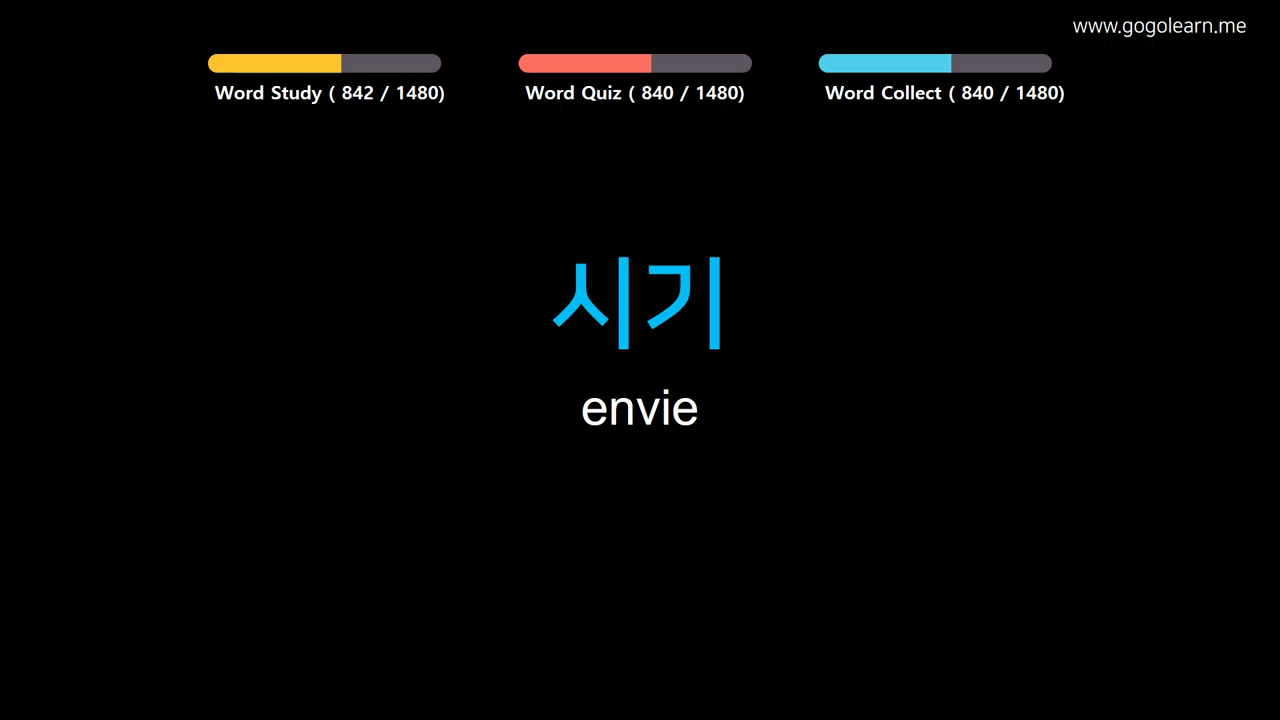 www.gogolearn.me
Word Study ( 842 / 1480)
Word Quiz ( 840 / 1480)
Word Collect ( 840 / 1480)
시기
envie